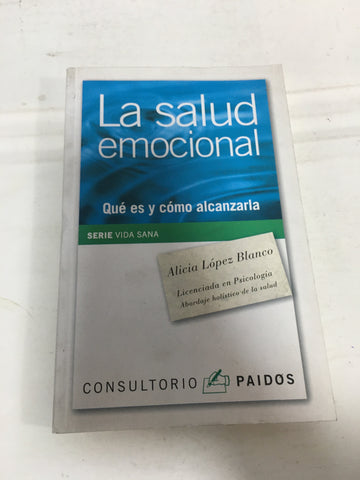 La salud
emocional
Qué es y cómo alcanzarla
SERIE VIDA SANA
Alicia López Blanco
Licenciada en Psicología
Abordaje holístico de la salud
CONSULTORIO PAIDÓS